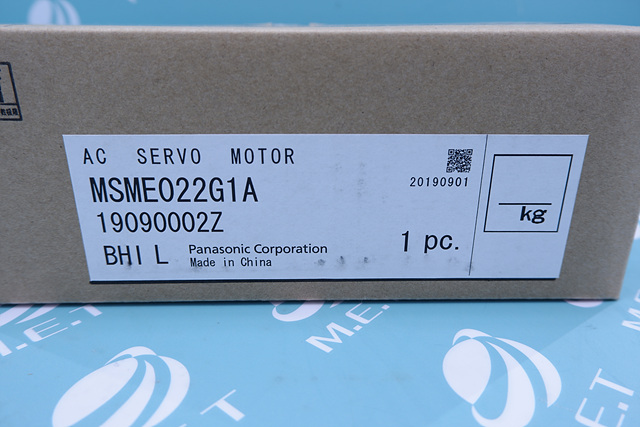 AC SERVO MOTOR
20190901
MSME022G1A
19090002Z
BHIL
Panasonic Corporation
Made in China
1 pc.
kg
M.E.T
M.E.T
M.E.T
M.E.T